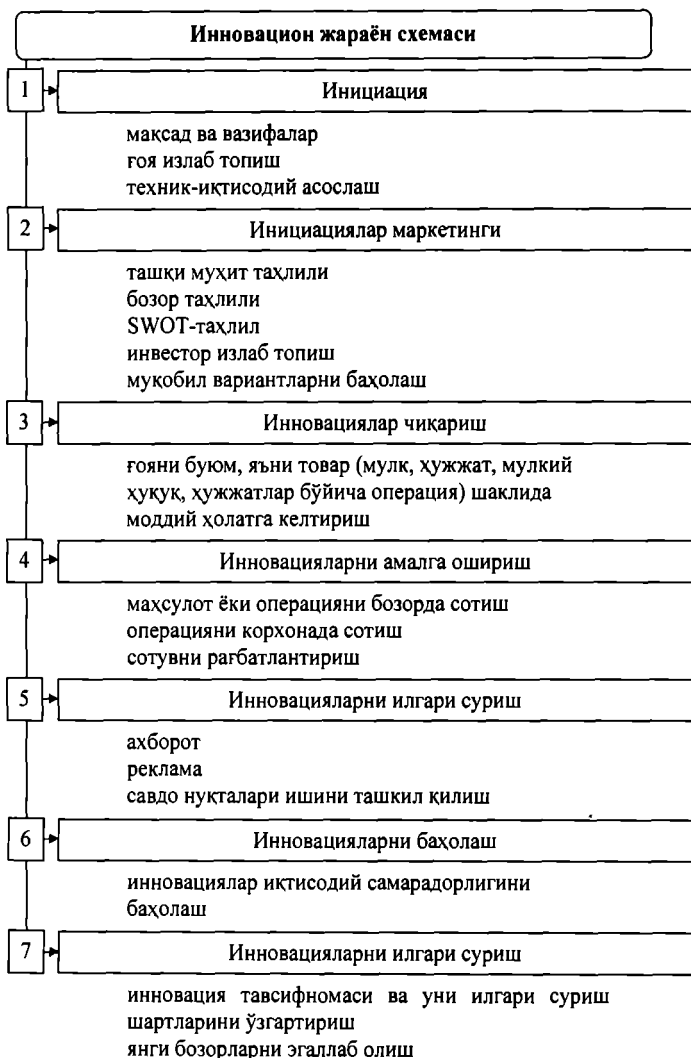 Инновацион жараён схемаси
1 Инициация
мақсад ва вазифалар
ғоя излаб топиш
техник-иқтисодий асослаш
2 Инициациялар маркетинги
ташқи муҳит таҳлили
бозор таҳлили
SWOT-таҳлил
инвестор излаб топиш
муқобил вариантларни баҳолаш
3 Инновациялар чиқариш
ғояни буюм, яъни товар (мулк, ҳужжат, мулкий
ҳуқуқ, ҳужжатлар бўйича операция) шаклида
моддий ҳолатга келтириш
4 Инновацияларни амалга ошириш
маҳсулот ёки операцияни бозорда сотиш
операцияни корхонада сотиш
сотувни рағбатлантириш
5 Инновацияларни илгари суриш
ахборот
реклама
савдо нуқталари ишини ташкил қилиш
6 Инновацияларни баҳолаш
инновациялар иқтисодий самарадорлигини
баҳолаш
7 Инновацияларни илгари суриш
инновация тавсифномаси ва уни илгари суриш
шартларини ўзгартириш
янги бозорларни эгаллаб олиш